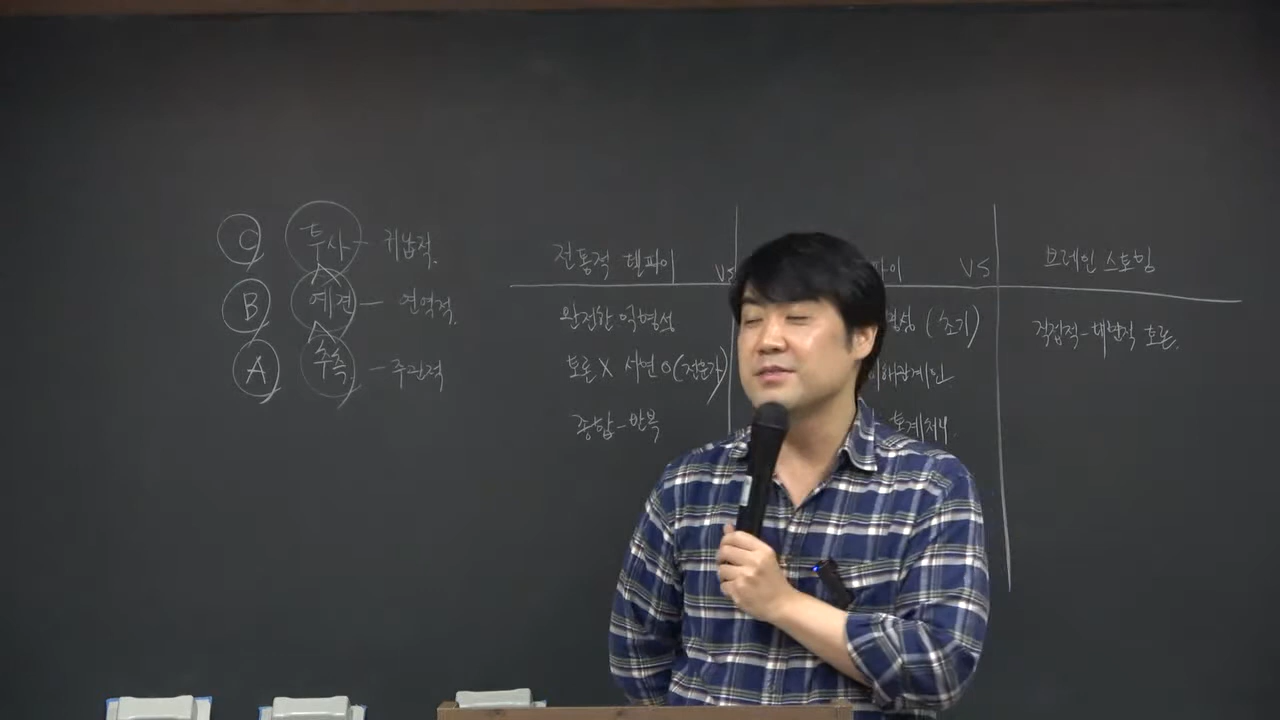 C 투사 - 귀납적.
B 예견 - 연역적.
A 추측 - 주관적
전통적 델파이 VS 파이 VS 브레인 스토밍
완전한 익명성
(초기)
직접적-대면적 토론.
토론 X 서면 O (전문가)
이해관계인
종합-반복
통계처리.